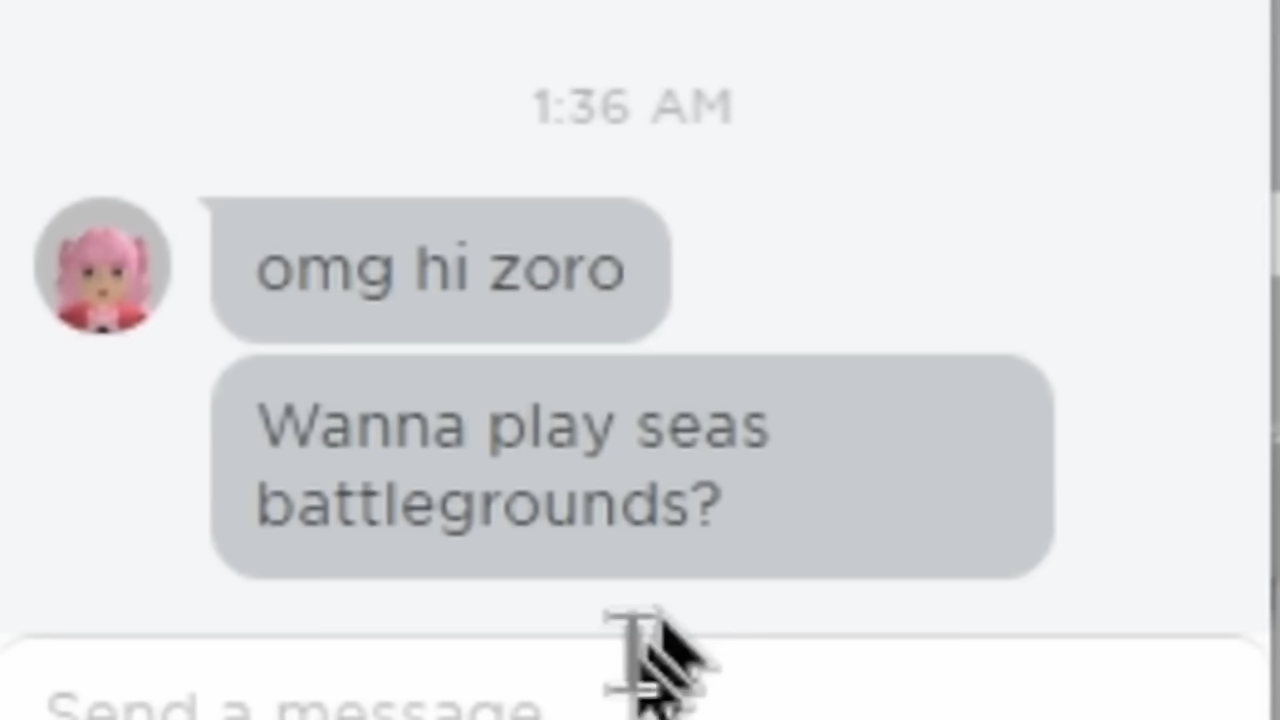 1:36 AM
omg hi zoro
Wanna play seas
battlegrounds?
Send a message